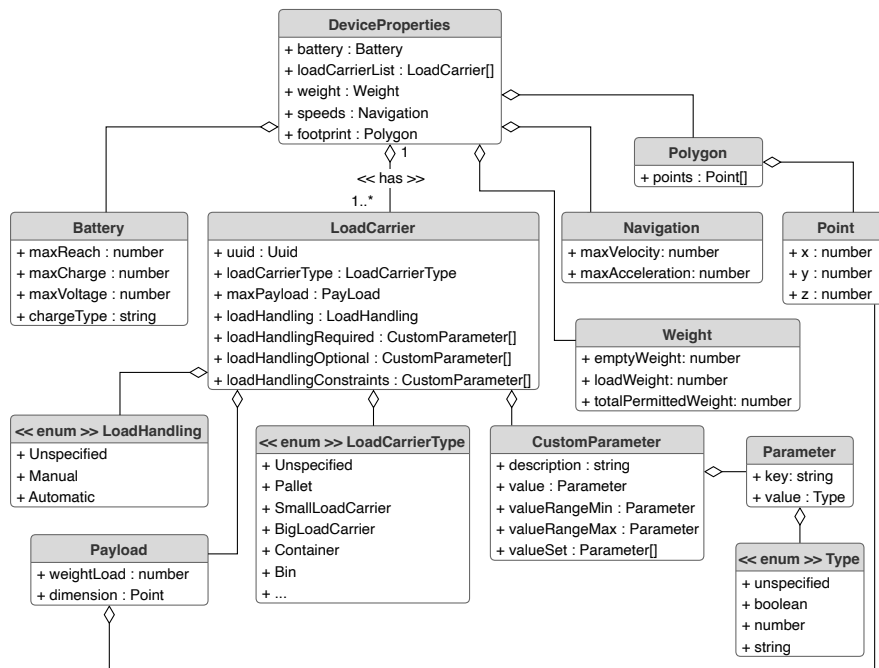 DeviceProperties
+ battery : Battery
+ loadCarrierList : LoadCarrier[]
+ weight : Weight
+ speeds : Navigation
+ footprint : Polygon
1
<< has >>
1..*
Polygon
+ points : Point[]
Battery
+ maxReach : number
+ maxCharge : number
+ maxVoltage : number
+ chargeType : string
LoadCarrier
+ uuid : Uuid
+ loadCarrierType : LoadCarrierType
+ maxPayload : PayLoad
+ loadHandling : LoadHandling
+ loadHandlingRequired : CustomParameter[]
+ loadHandlingOptional : CustomParameter[]
+ loadHandlingConstraints : CustomParameter[]
Navigation
+ maxVelocity: number
+ maxAcceleration: number
Point
+ x : number
+ y : number
+ z : number
Weight
+ emptyWeight: number
+ loadWeight: number
+ totalPermittedWeight: number
<< enum >> LoadHandling
+ Unspecified
+ Manual
+ Automatic
<< enum >> LoadCarrierType
+ Unspecified
+ Pallet
+ SmallLoadCarrier
+ BigLoadCarrier
+ Container
+ Bin
+ ...
CustomParameter
+ description : string
+ value : Parameter
+ valueRangeMin : Parameter
+ valueRangeMax : Parameter
+ valueSet : Parameter[]
Parameter
+ key: string
+ value : Type
Payload
+ weightLoad : number
+ dimension : Point
<< enum >> Type
+ unspecified
+ boolean
+ number
+ string